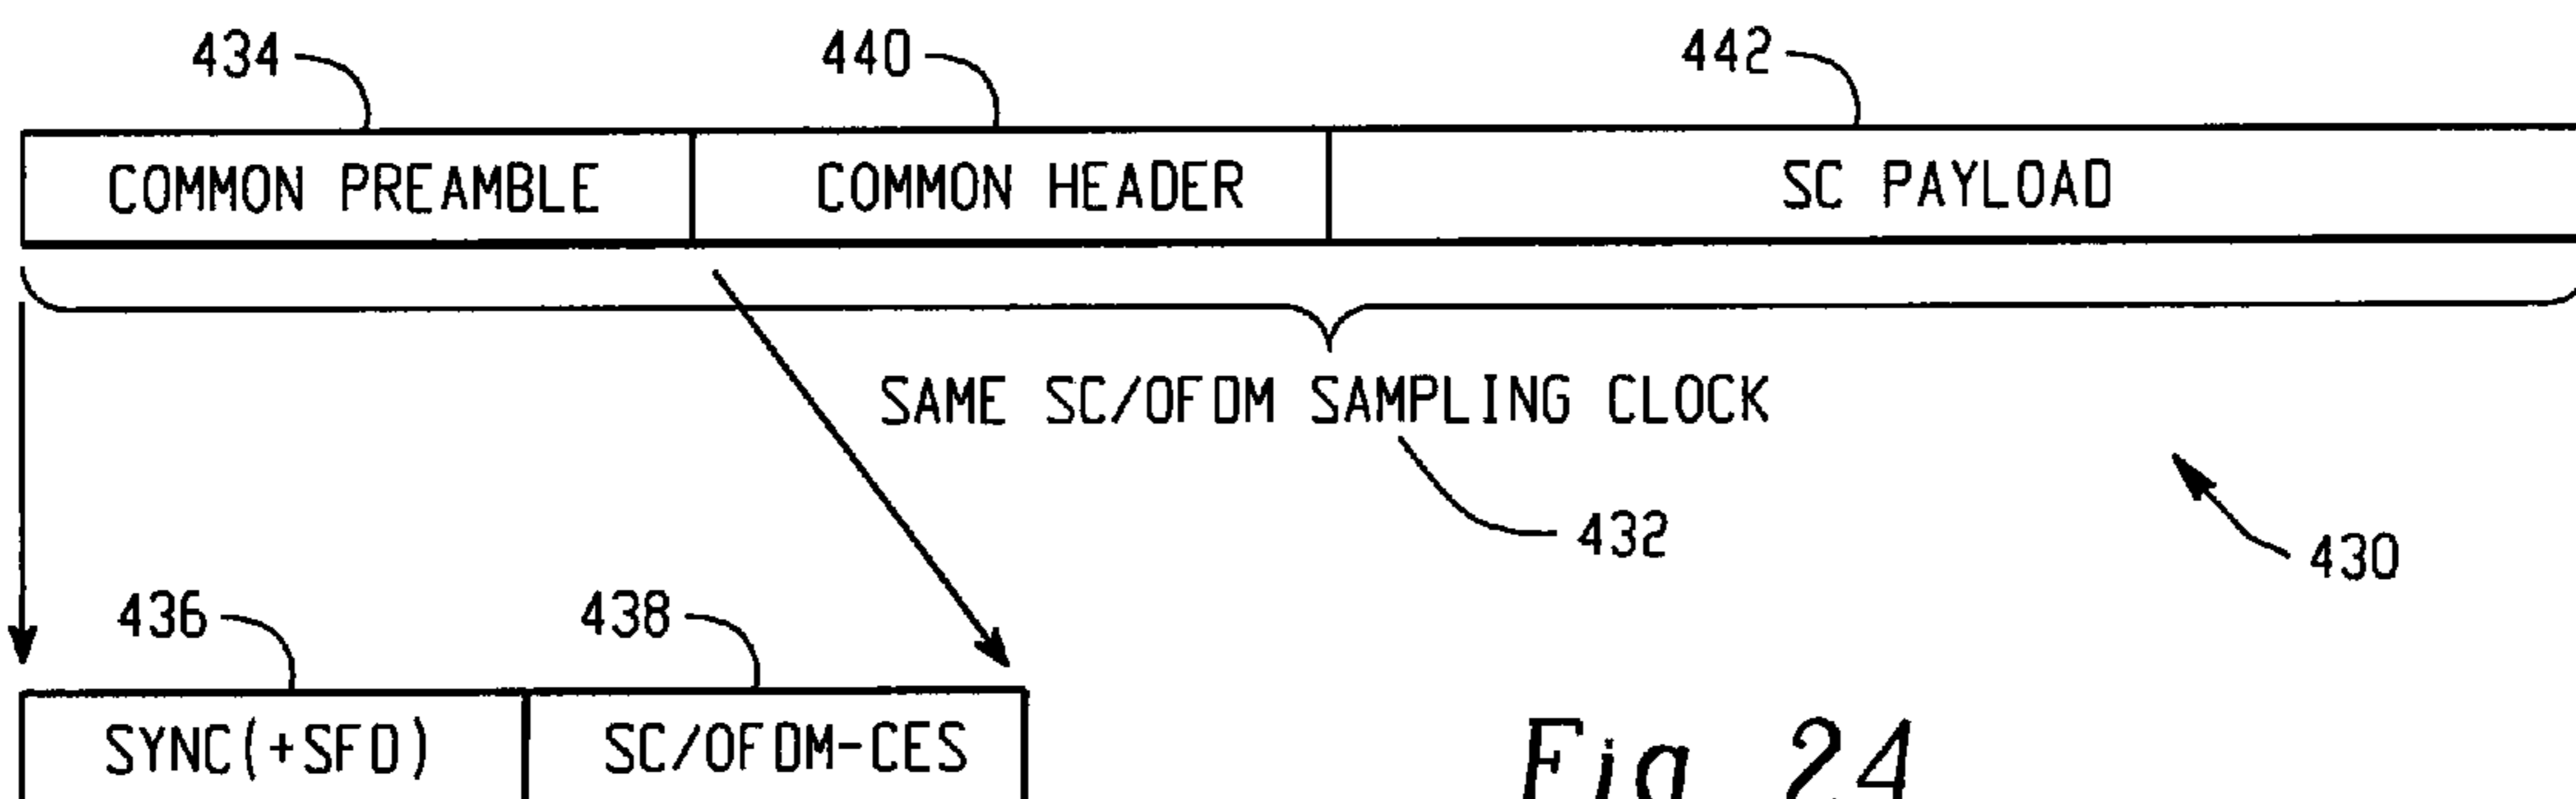 434 440 442
COMMON PREAMBLE COMMON HEADER SC PAYLOAD
SAME SC/OFDM SAMPLING CLOCK
432
430
436 438
SYNC(+SFD) SC/OFDM-CES
Fig 24